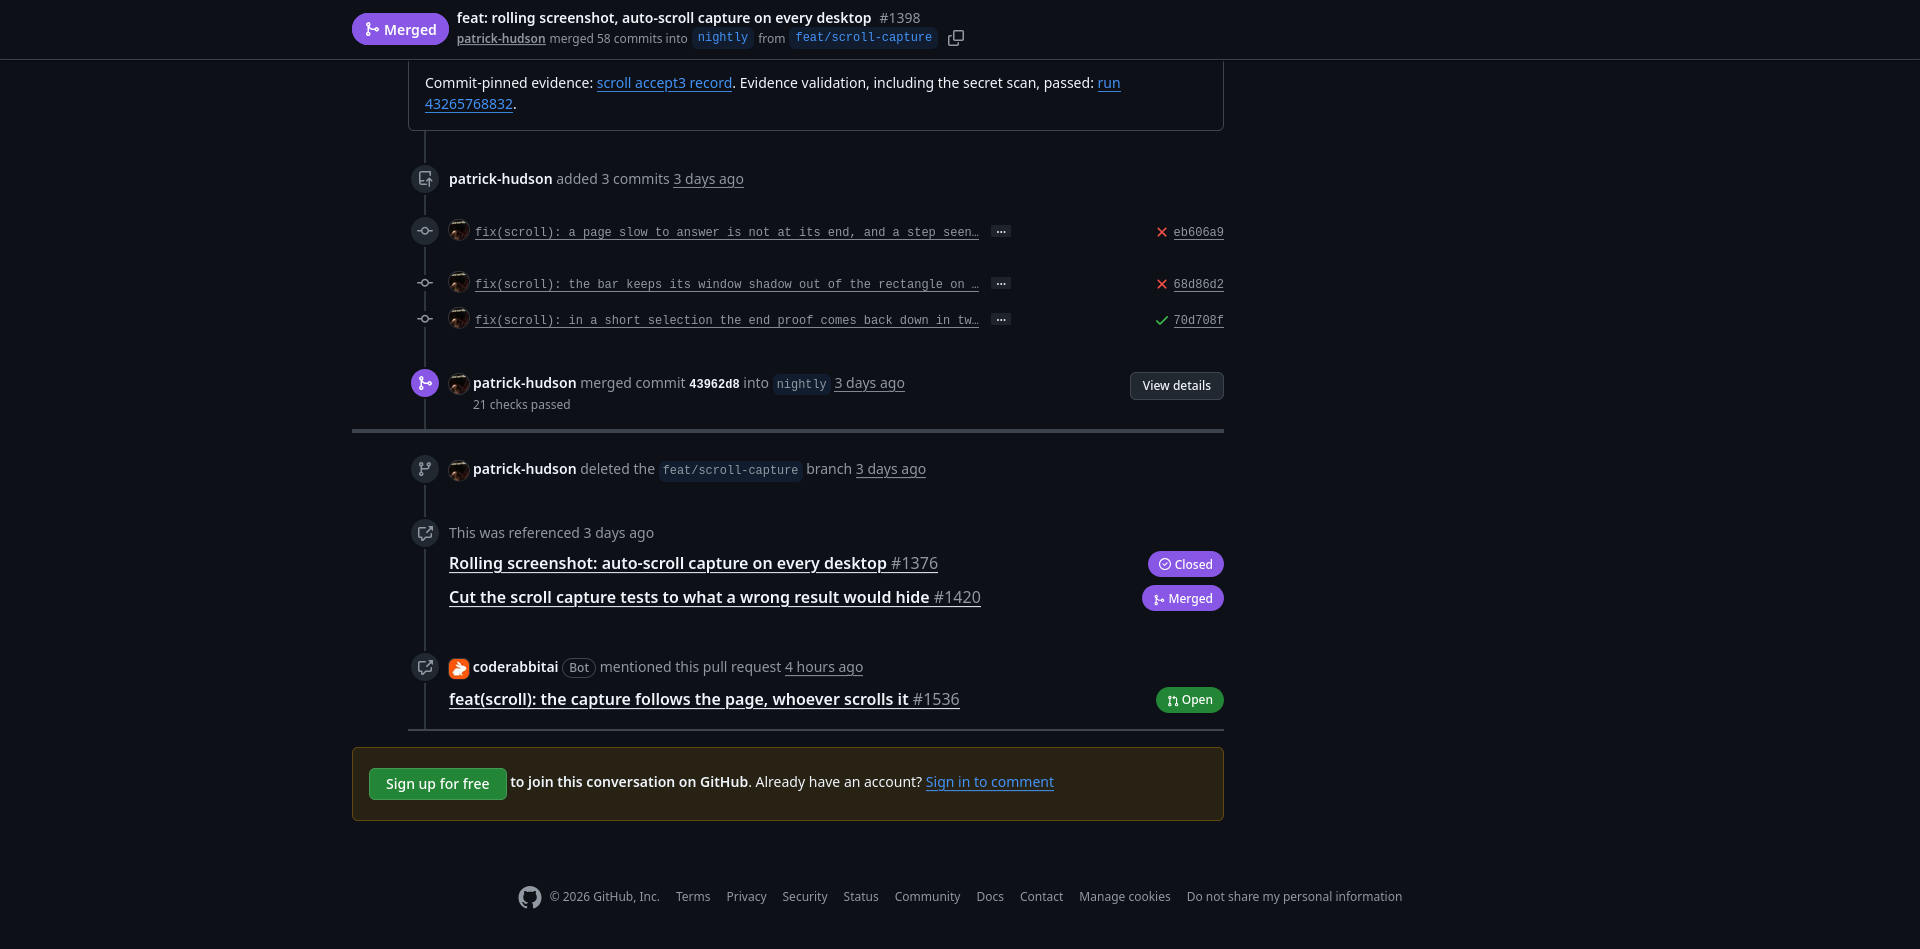 Merged
feat: rolling screenshot, auto-scroll capture on every desktop #1398
patrick-hudson merged 58 commits into nightly from feat/scroll-capture
Commit-pinned evidence: scroll accept3 record. Evidence validation, including the secret scan, passed: run
43265768832.
patrick-hudson added 3 commits 3 days ago
fix(scroll): a page slow to answer is not at its end, and a step seen… ... eb606a9
fix(scroll): the bar keeps its window shadow out of the rectangle on … ... 68d86d2
fix(scroll): in a short selection the end proof comes back down in tw… ... 70d708f
patrick-hudson merged commit 43962d8 into nightly 3 days ago View details
21 checks passed
patrick-hudson deleted the feat/scroll-capture branch 3 days ago
This was referenced 3 days ago
Rolling screenshot: auto-scroll capture on every desktop #1376 Closed
Cut the scroll capture tests to what a wrong result would hide #1420 Merged
coderabbitai Bot mentioned this pull request 4 hours ago
feat(scroll): the capture follows the page, whoever scrolls it #1536 Open
Sign up for free to join this conversation on GitHub. Already have an account? Sign in to comment
© 2026 GitHub, Inc. Terms Privacy Security Status Community Docs Contact Manage cookies Do not share my personal information